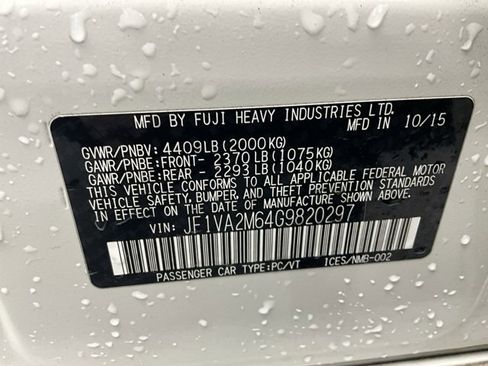 MFD BY FUJI HEAVY INDUSTRIES LTD. 10/15
GVWR/PNBV: 4409LB(2000KG)
GAWR/PNBE:FRONT- 2370LB(1075KG)
GAWR/PNBE:REAR - 2293LB(1040KG)
THIS VEHICLE CONFORMS TO ALL APPLICABLE FEDERAL MOTOR
VEHICLE SAFETY, BUMPER, AND THEFT PREVENTION STANDARDS
IN EFFECT ON THE DATE OF MANUFACTURE SHOWN ABOVE.
VIN: JF1VA2M64G9820297
PASSENGER CAR TYPE:PC/VT ICES/NMB-002